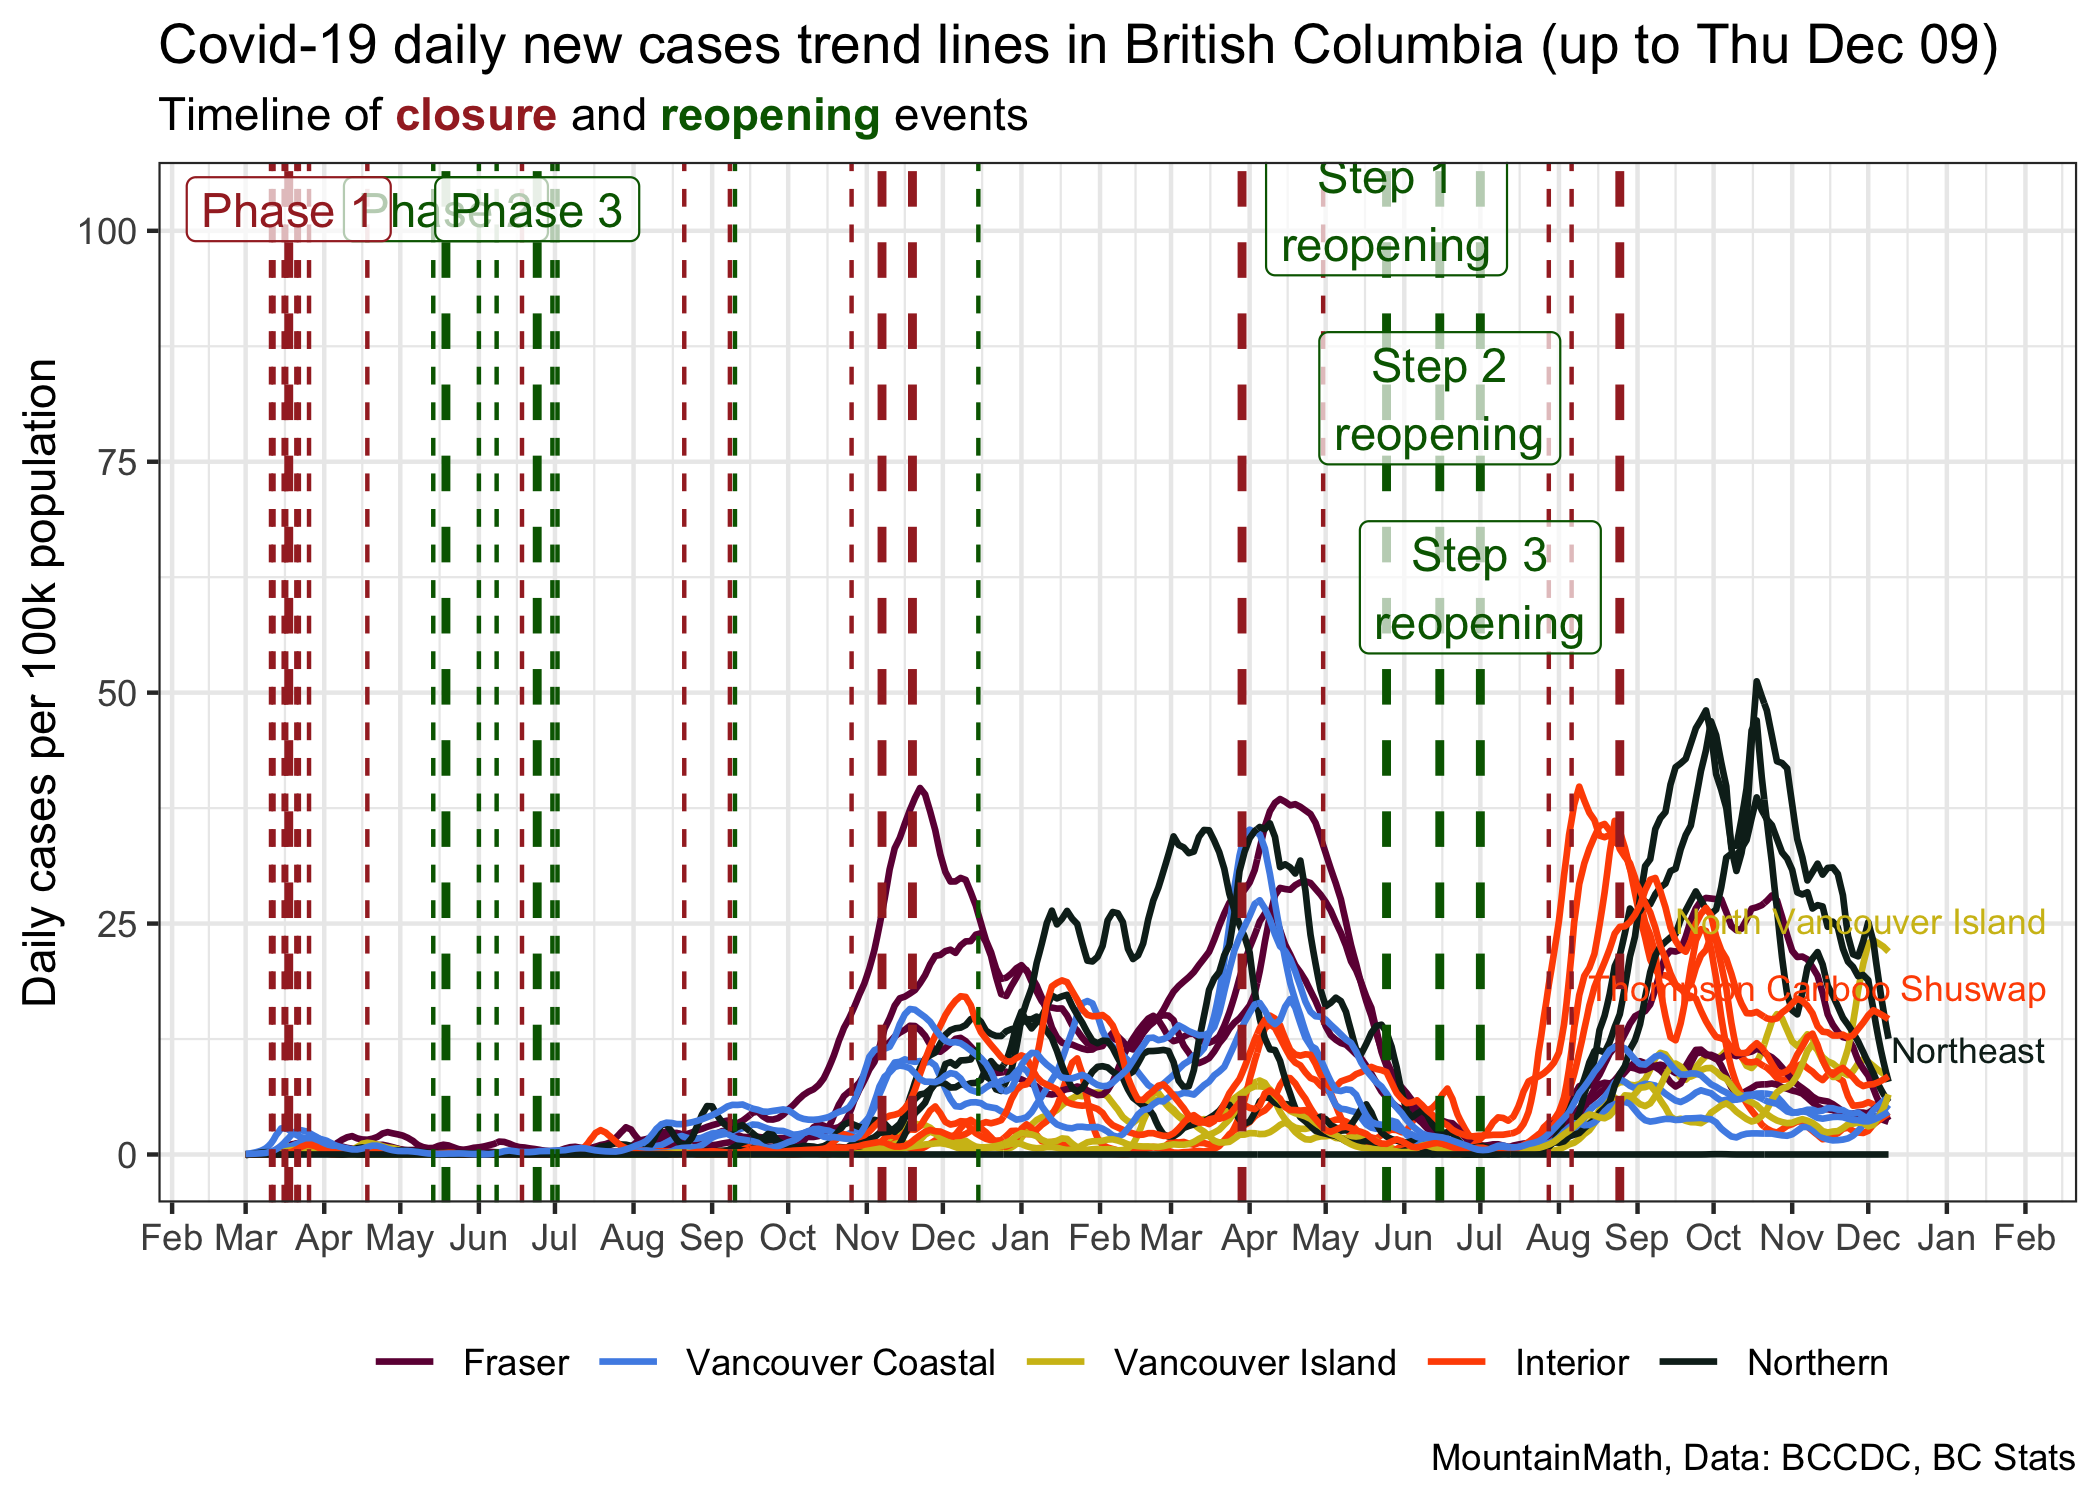 Covid-19 daily new cases trend lines in British Columbia (up to Thu Dec 09)
Timeline of closure and reopening events
Daily cases per 100k population
100
75
50
25
0
Phase 1
Phase 2
Phase 3
Step 1
reopening
Step 2
reopening
Step 3
reopening
North Vancouver Island
Thompson Cariboo Shuswap
Northeast
Feb Mar Apr May Jun Jul Aug Sep Oct Nov Dec Jan Feb Mar Apr May Jun Jul Aug Sep Oct Nov Dec Jan Feb
Fraser Vancouver Coastal Vancouver Island Interior Northern
MountainMath, Data: BCCDC, BC Stats